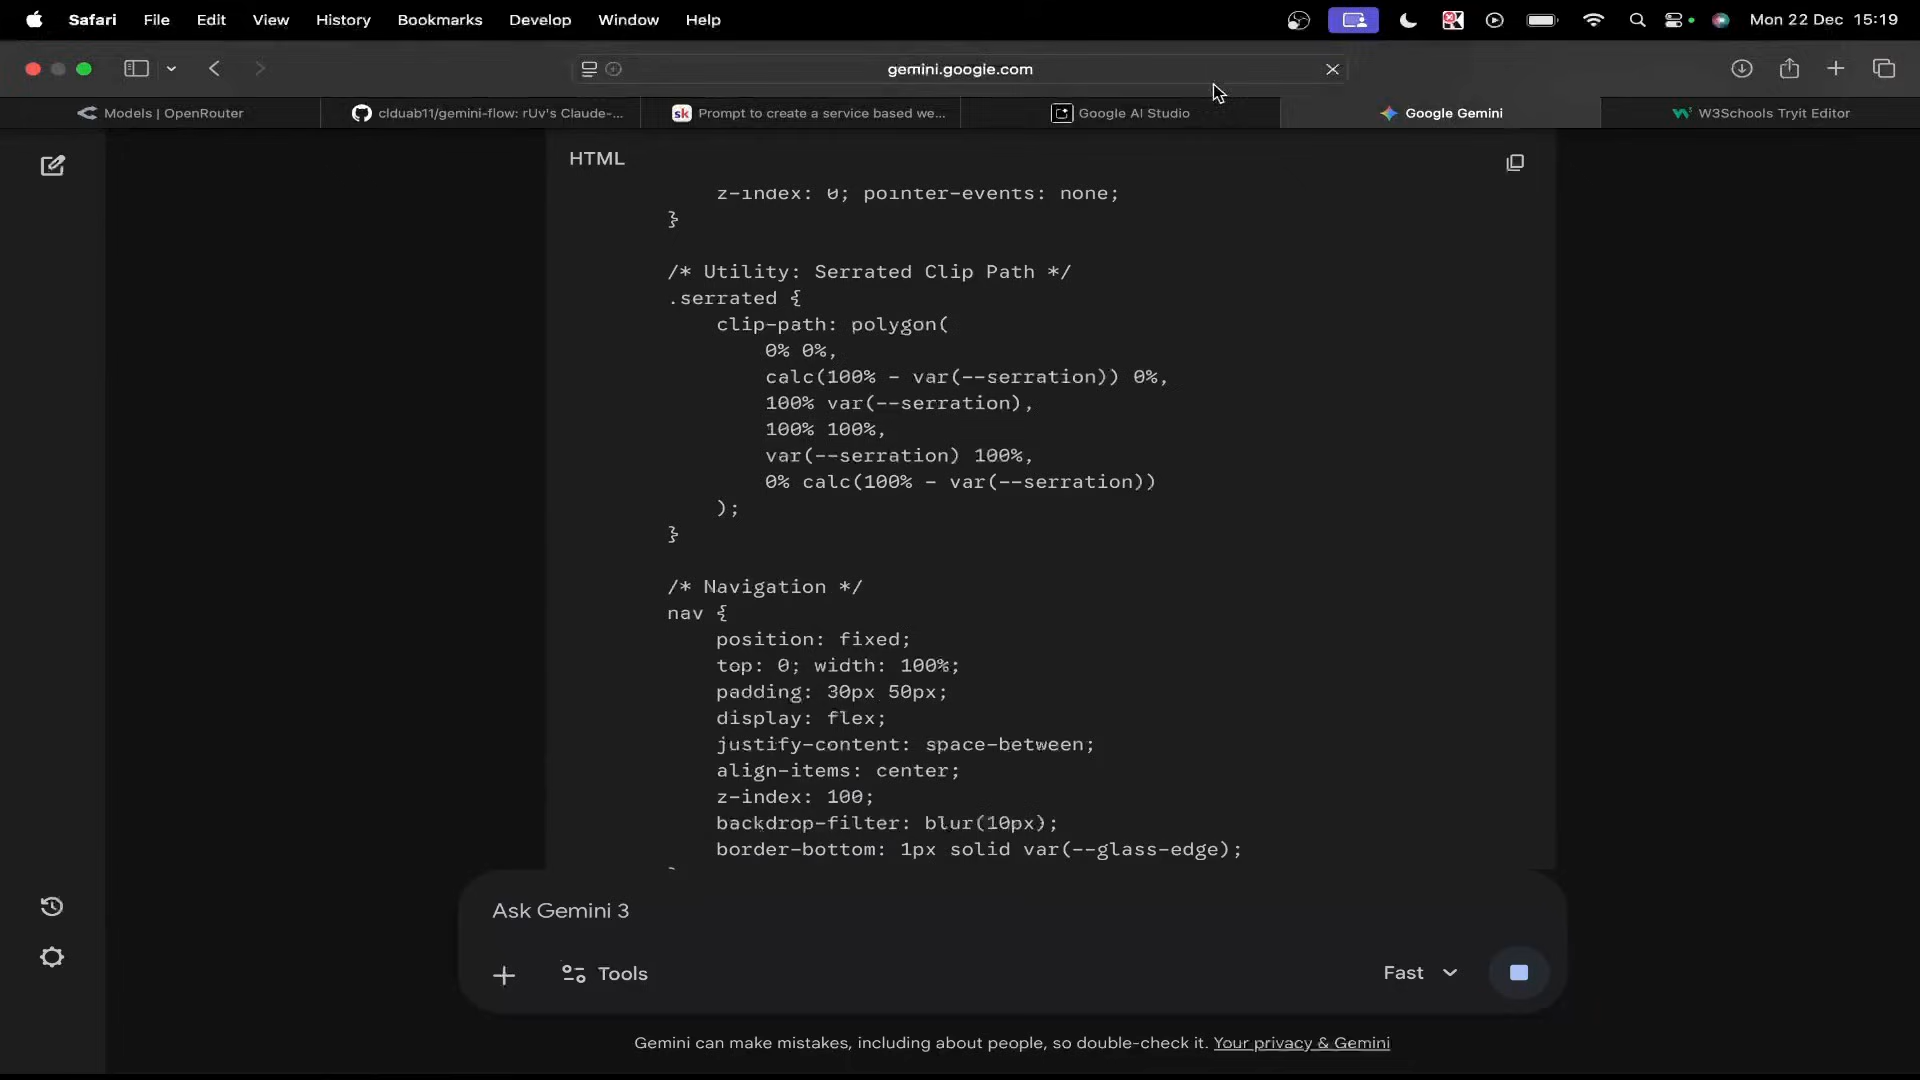 Safari File Edit View History Bookmarks Develop Window Help Mon 22 Dec 15:19
gemini.google.com
Models | OpenRouter
clduab11/gemini-flow: rUv's Claude-...
Prompt to create a service based we...
Google AI Studio
Google Gemini
W3Schools Tryit Editor
HTML
z-index: 0; pointer-events: none;
}
/* Utility: Serrated Clip Path */
.serrated {
clip-path: polygon(
0% 0%,
calc(100% - var(--serration)) 0%,
100% var(--serration),
100% 100%,
var(--serration) 100%,
0% calc(100% - var(--serration))
);
}
/* Navigation */
nav {
position: fixed;
top: 0; width: 100%;
padding: 30px 50px;
display: flex;
justify-content: space-between;
align-items: center;
z-index: 100;
backdrop-filter: blur(10px);
border-bottom: 1px solid var(--glass-edge);
Ask Gemini 3
Tools
Fast
Gemini can make mistakes, including about people, so double-check it. Your privacy & Gemini